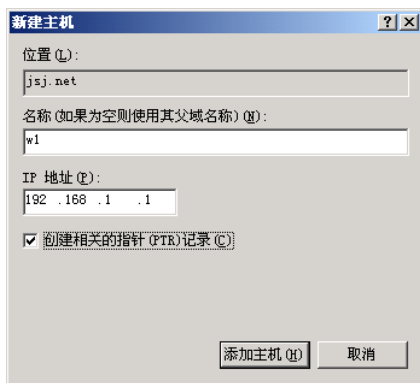 新建主机
位置(L):
jsj.net
名称(如果为空则使用其父域名称)(N):
w1
IP 地址(P):
192 .168 .1 .1
创建相关的指针(PTR)记录(C)
添加主机(H) 取消